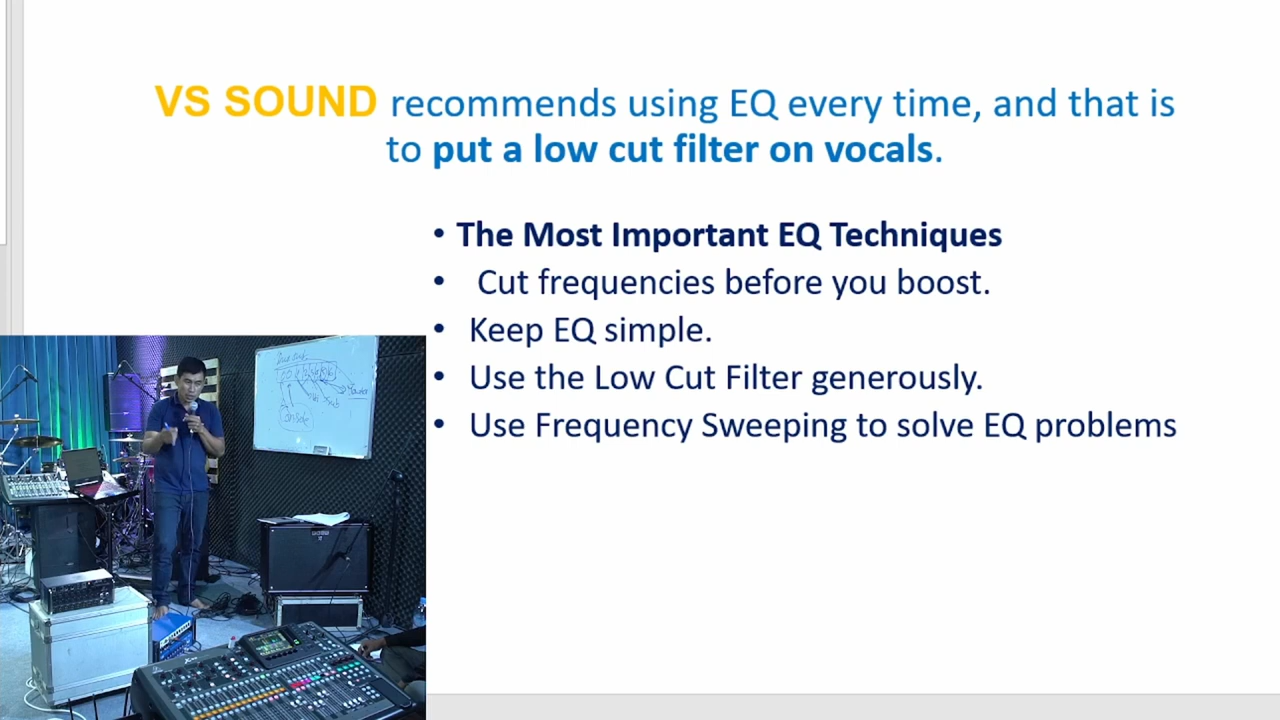 VS SOUND recommends using EQ every time, and that is
to put a low cut filter on vocals.
• The Most Important EQ Techniques
• Cut frequencies before you boost.
• Keep EQ simple.
• Use the Low Cut Filter generously.
• Use Frequency Sweeping to solve EQ problems